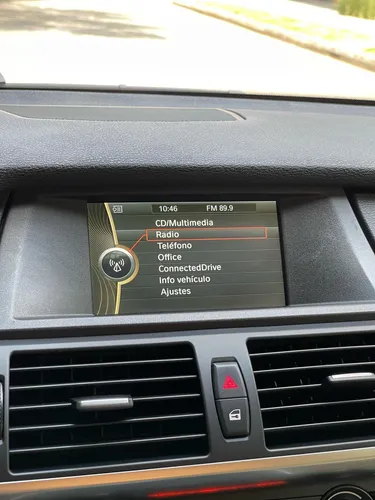 10:46 FM 89.9
CD/Multimedia
Radio
Teléfono
Office
ConnectedDrive
Info vehículo
Ajustes